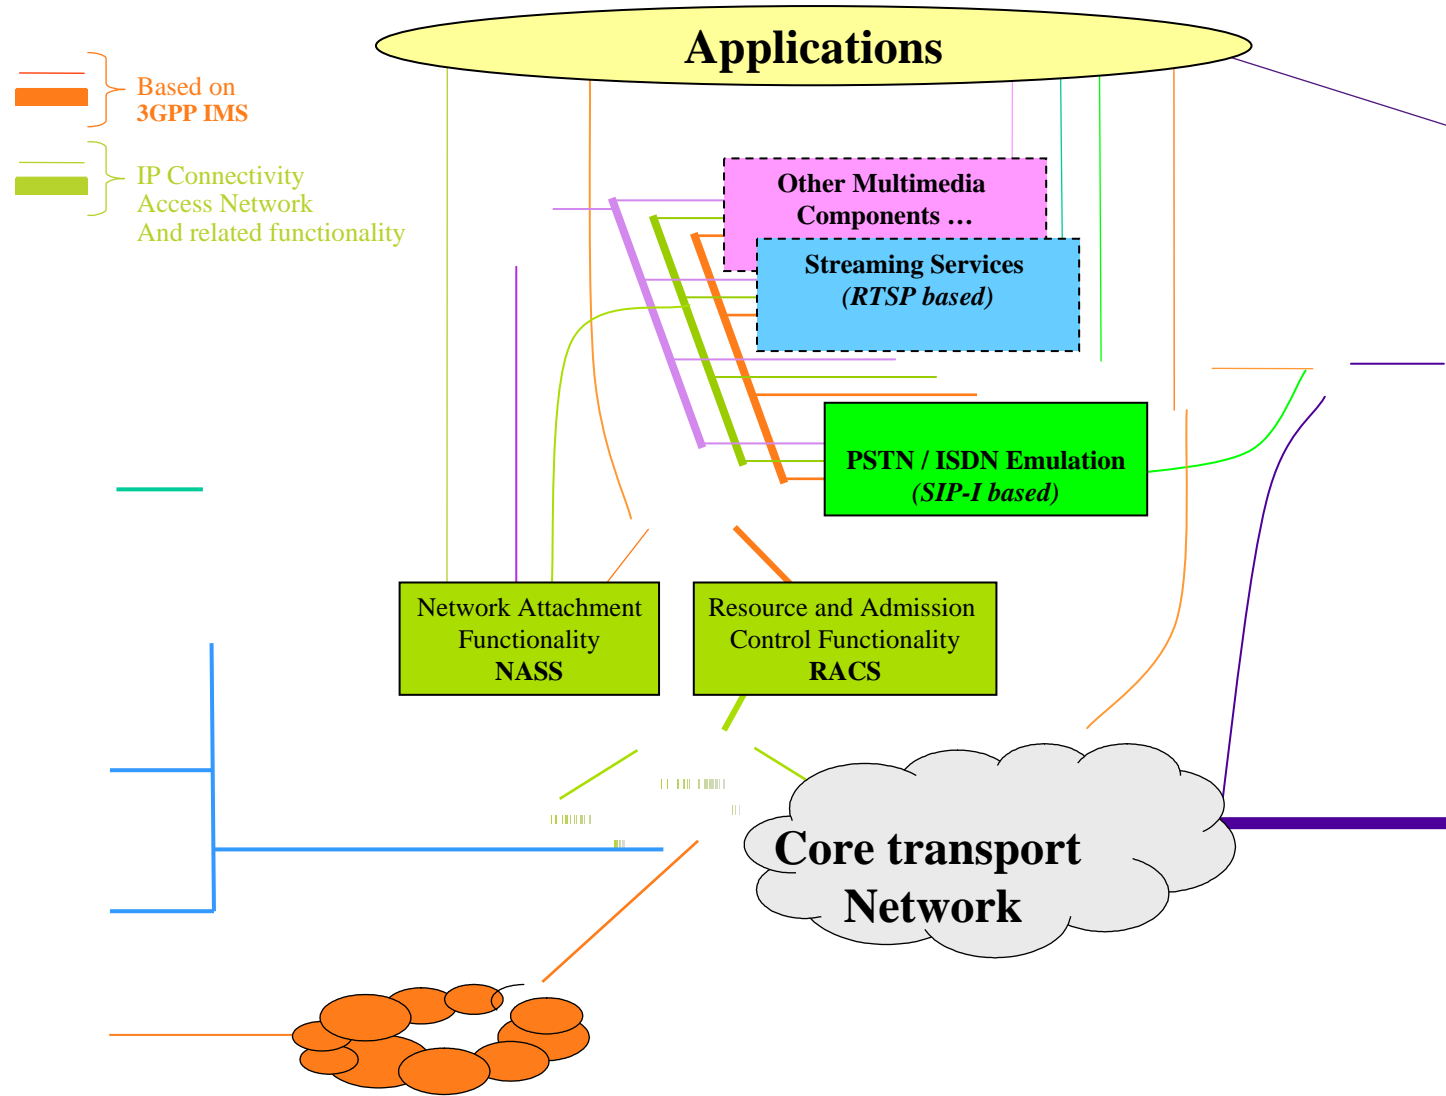 Applications
Based on
3GPP IMS
IP Connectivity
Access Network
And related functionality
Other Multimedia
Components …
Streaming Services
(RTSP based)
PSTN / ISDN Emulation
(SIP-I based)
Network Attachment
Functionality
NASS
Resource and Admission
Control Functionality
RACS
Core transport
Network